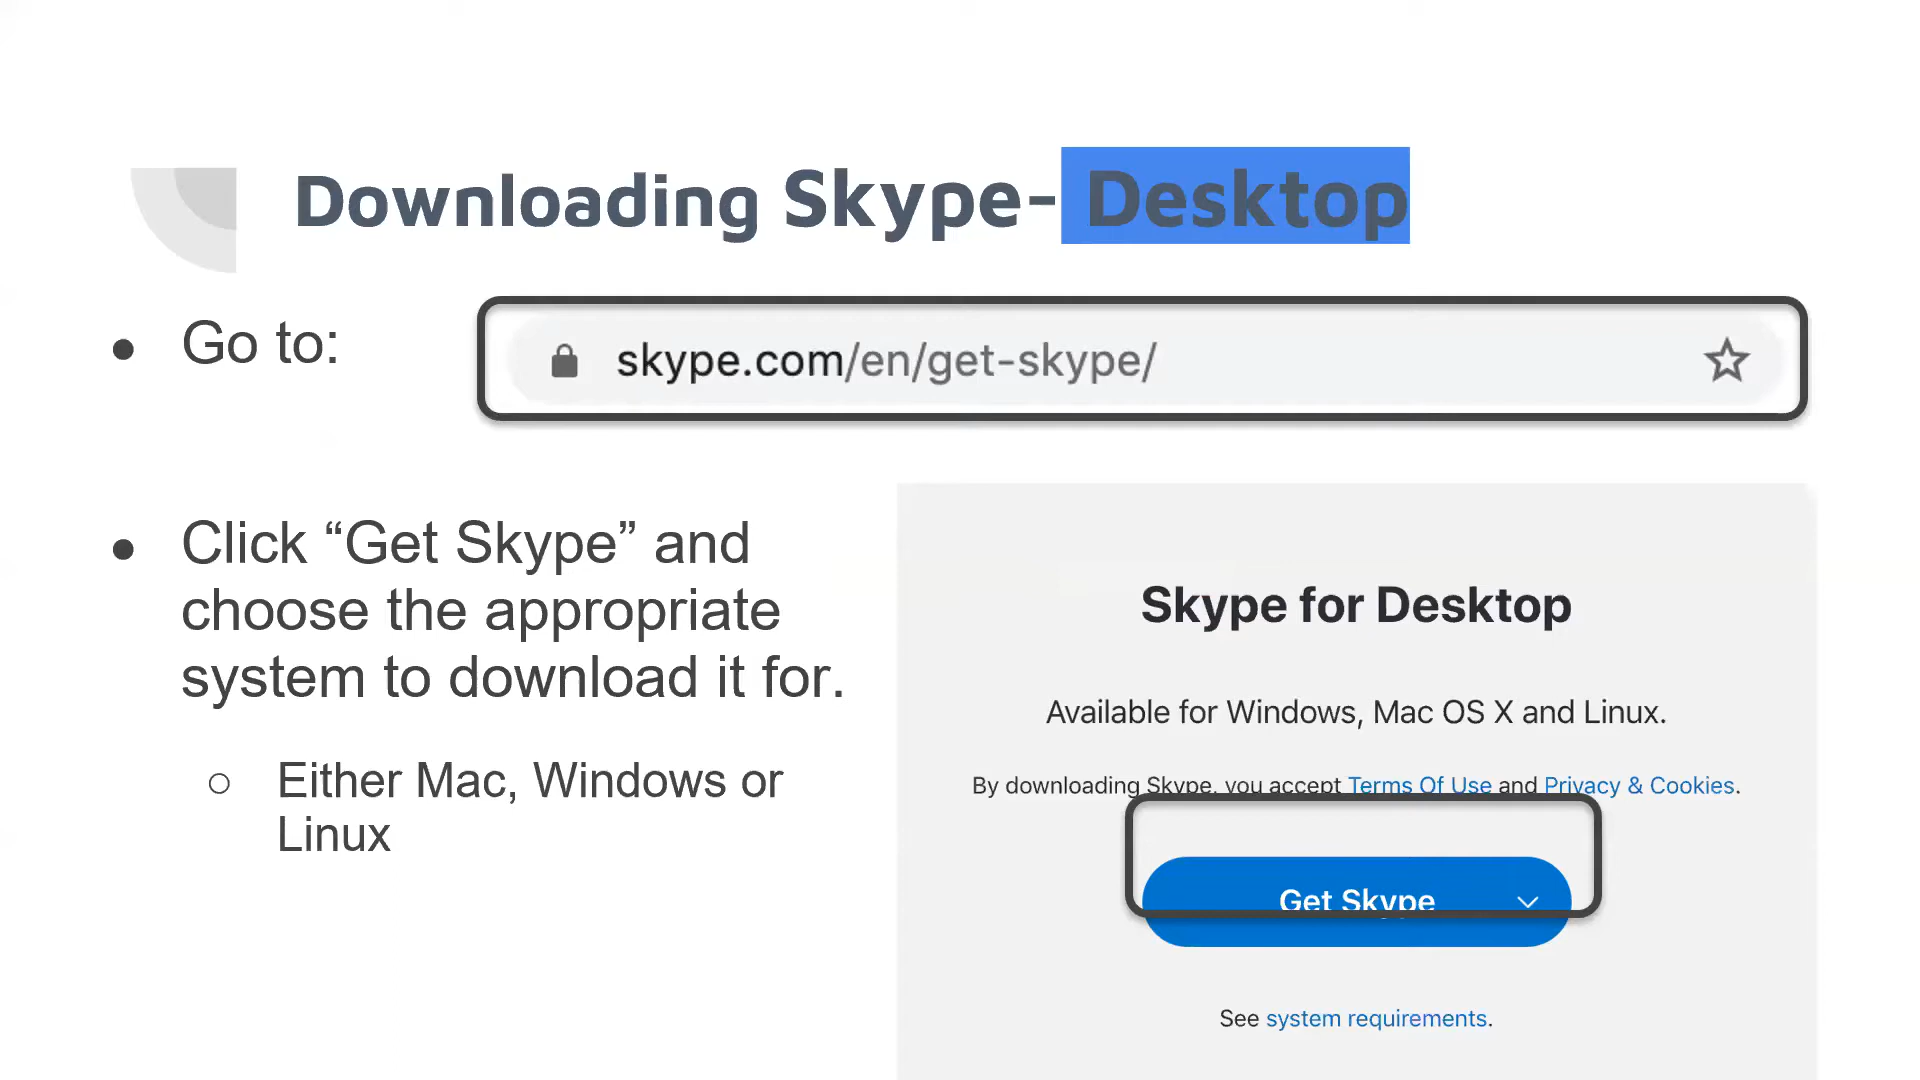 Downloading Skype- Desktop
● Go to:
skype.com/en/get-skype/
● Click “Get Skype” and
choose the appropriate
system to download it for.
○ Either Mac, Windows or
Linux
Skype for Desktop
Available for Windows, Mac OS X and Linux.
By downloading Skype, you accept Terms Of Use and Privacy & Cookies.
Get Skype
See system requirements.